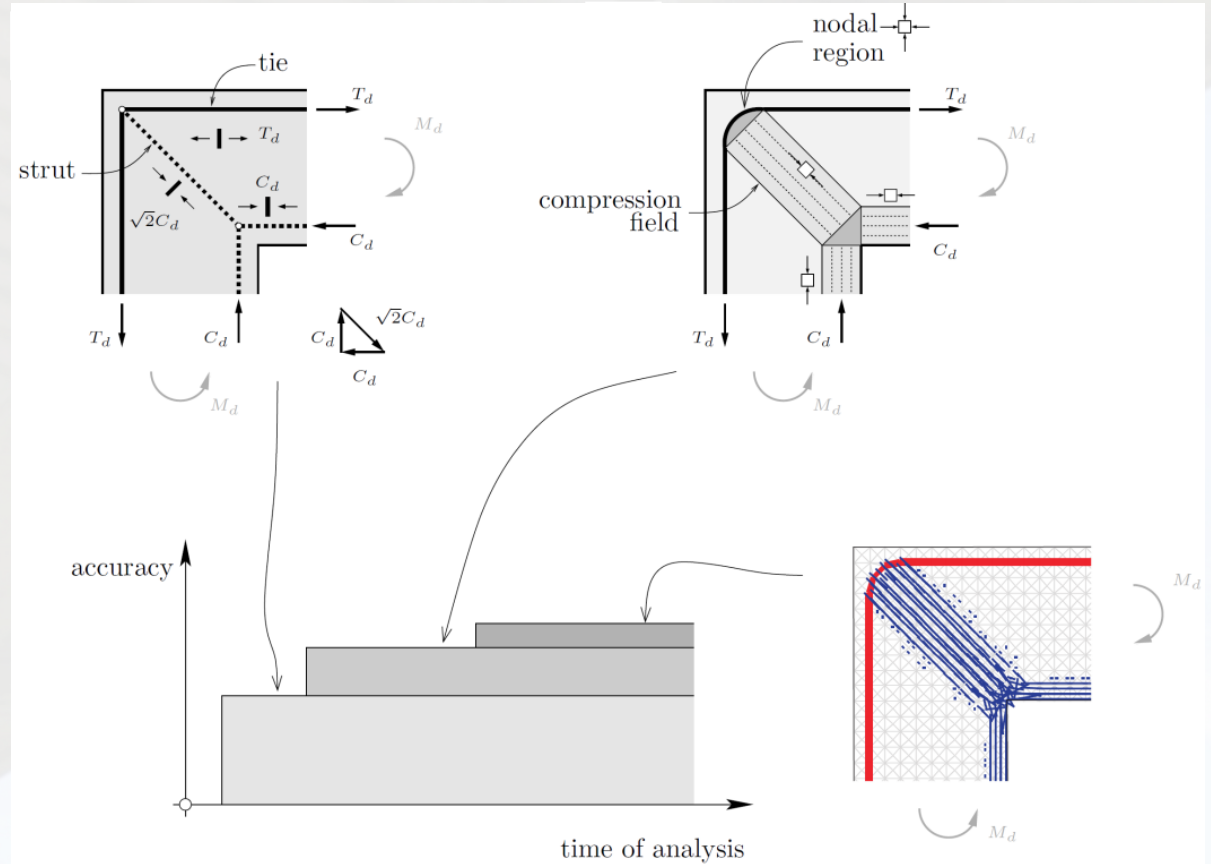 tie
T_d
M_d
T_d
strut
C_d
√2C_d
C_d
T_d
C_d
C_d
√2C_d
C_d
M_d
nodal
region
T_d
M_d
compression
field
C_d
T_d
C_d
M_d
accuracy
M_d
M_d
time of analysis